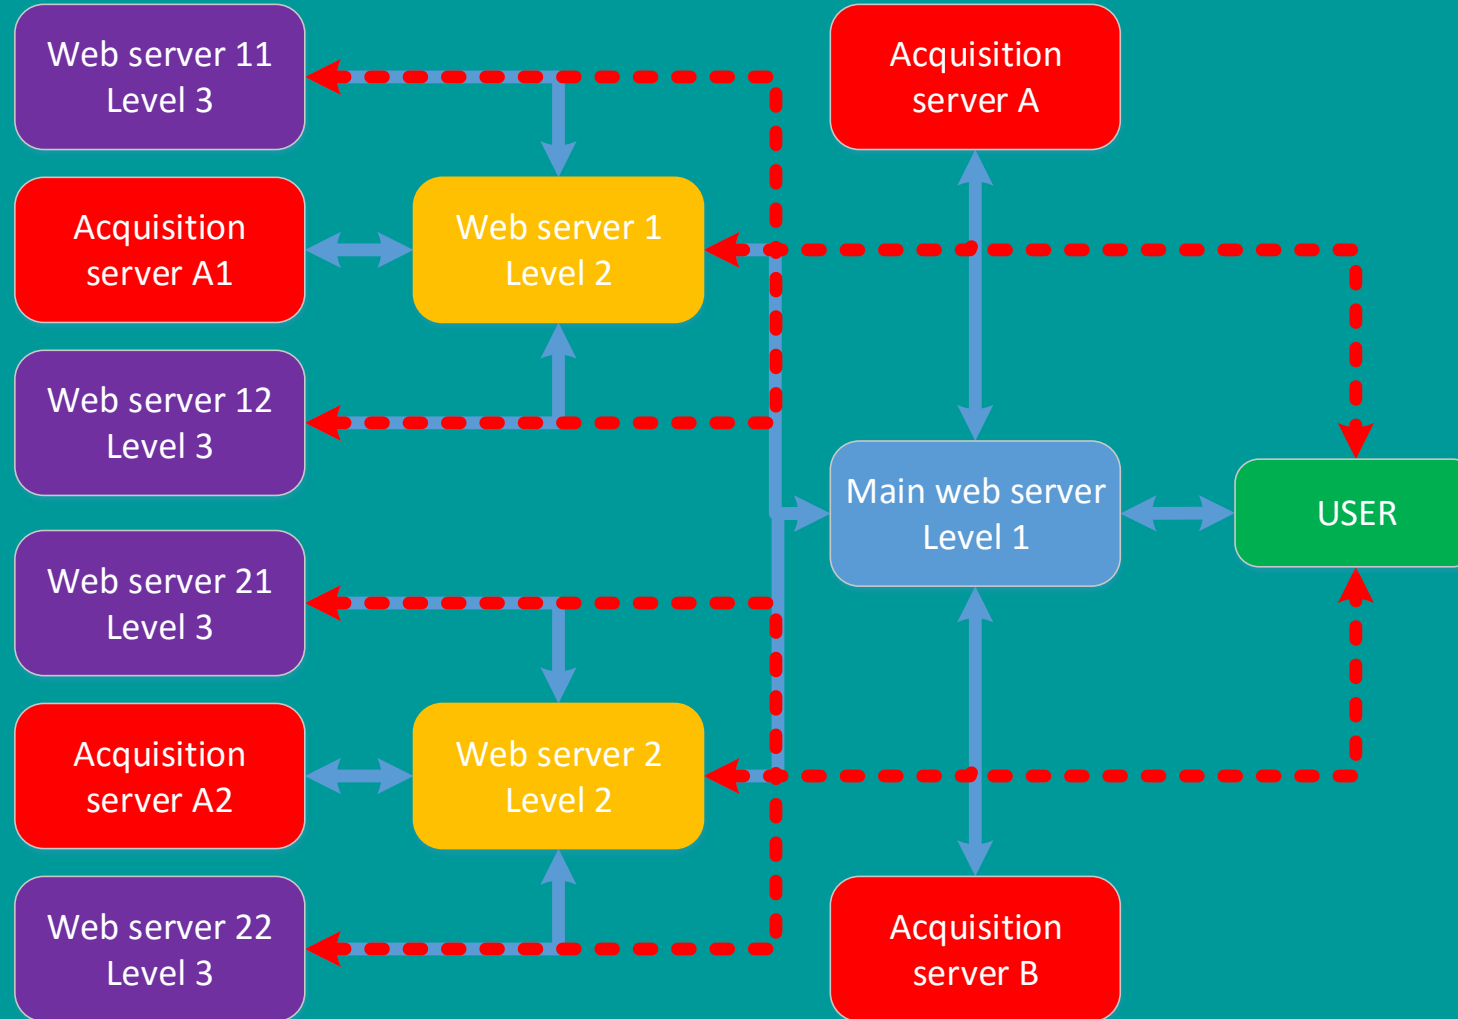 Web server 11
Level 3
Acquisition
server A
Acquisition
server A1
Web server 1
Level 2
Web server 12
Level 3
Main web server
Level 1
USER
Web server 21
Level 3
Acquisition
server A2
Web server 2
Level 2
Web server 22
Level 3
Acquisition
server B